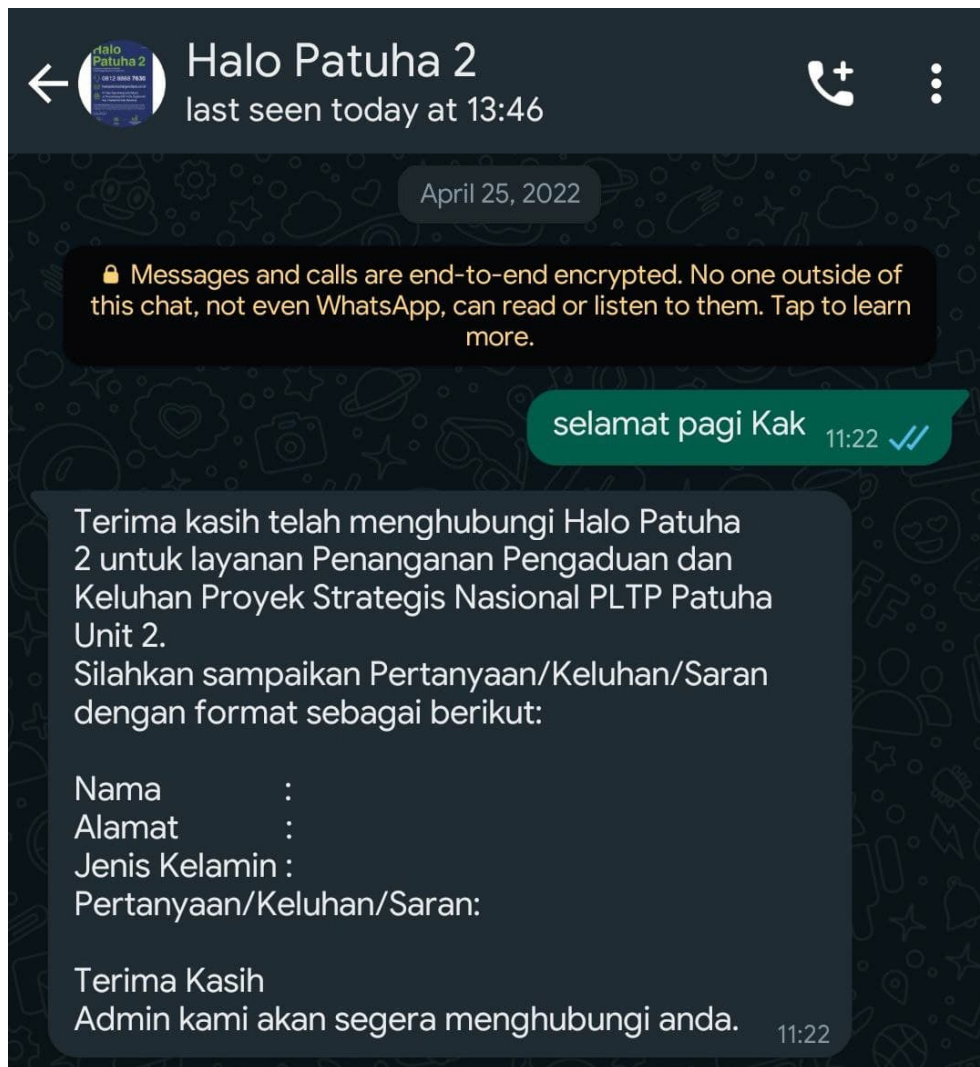 Halo Patuha 2
last seen today at 13:46
Halo
Patuha 2
April 25, 2022
Messages and calls are end-to-end encrypted. No one outside of
this chat, not even WhatsApp, can read or listen to them. Tap to learn
more.
selamat pagi Kak 11:22
Terima kasih telah menghubungi Halo Patuha
2 untuk layanan Penanganan Pengaduan dan
Keluhan Proyek Strategis Nasional PLTP Patuha
Unit 2.
Silahkan sampaikan Pertanyaan/Keluhan/Saran
dengan format sebagai berikut:
Nama :
Alamat :
Jenis Kelamin :
Pertanyaan/Keluhan/Saran:
Terima Kasih
Admin kami akan segera menghubungi anda. 11:22